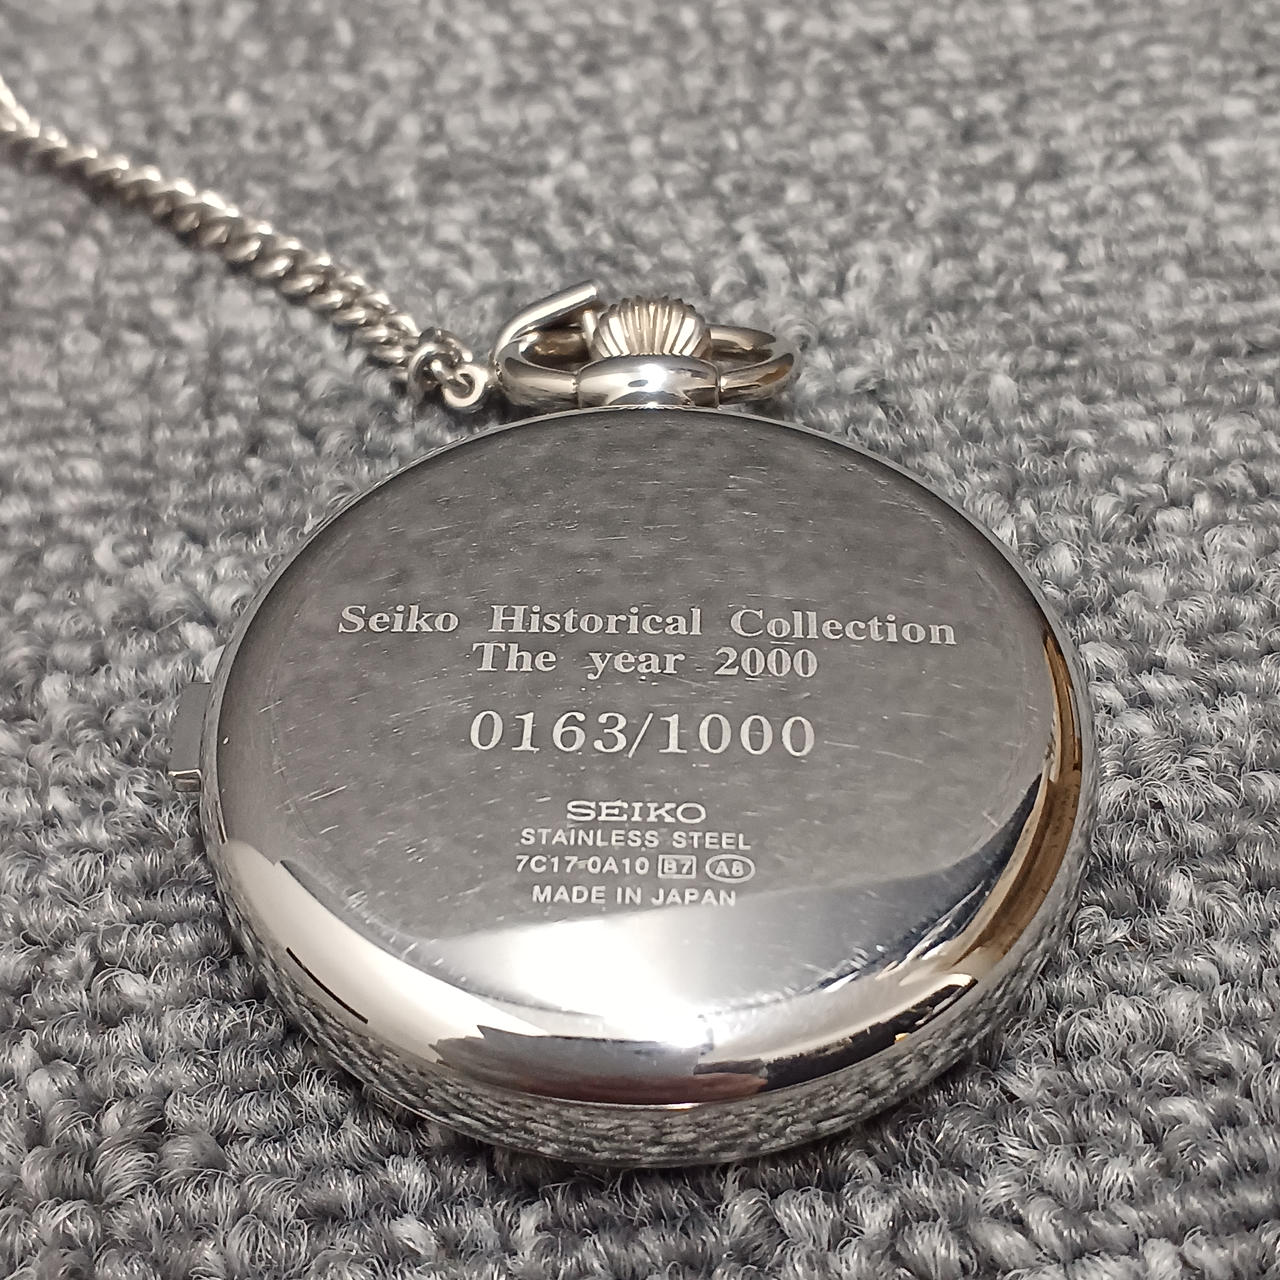 Seiko Historical Collection
The year 2000
0163/1000
SEIKO
STAINLESS STEEL
7C17-0A10 B7 A8
MADE IN JAPAN